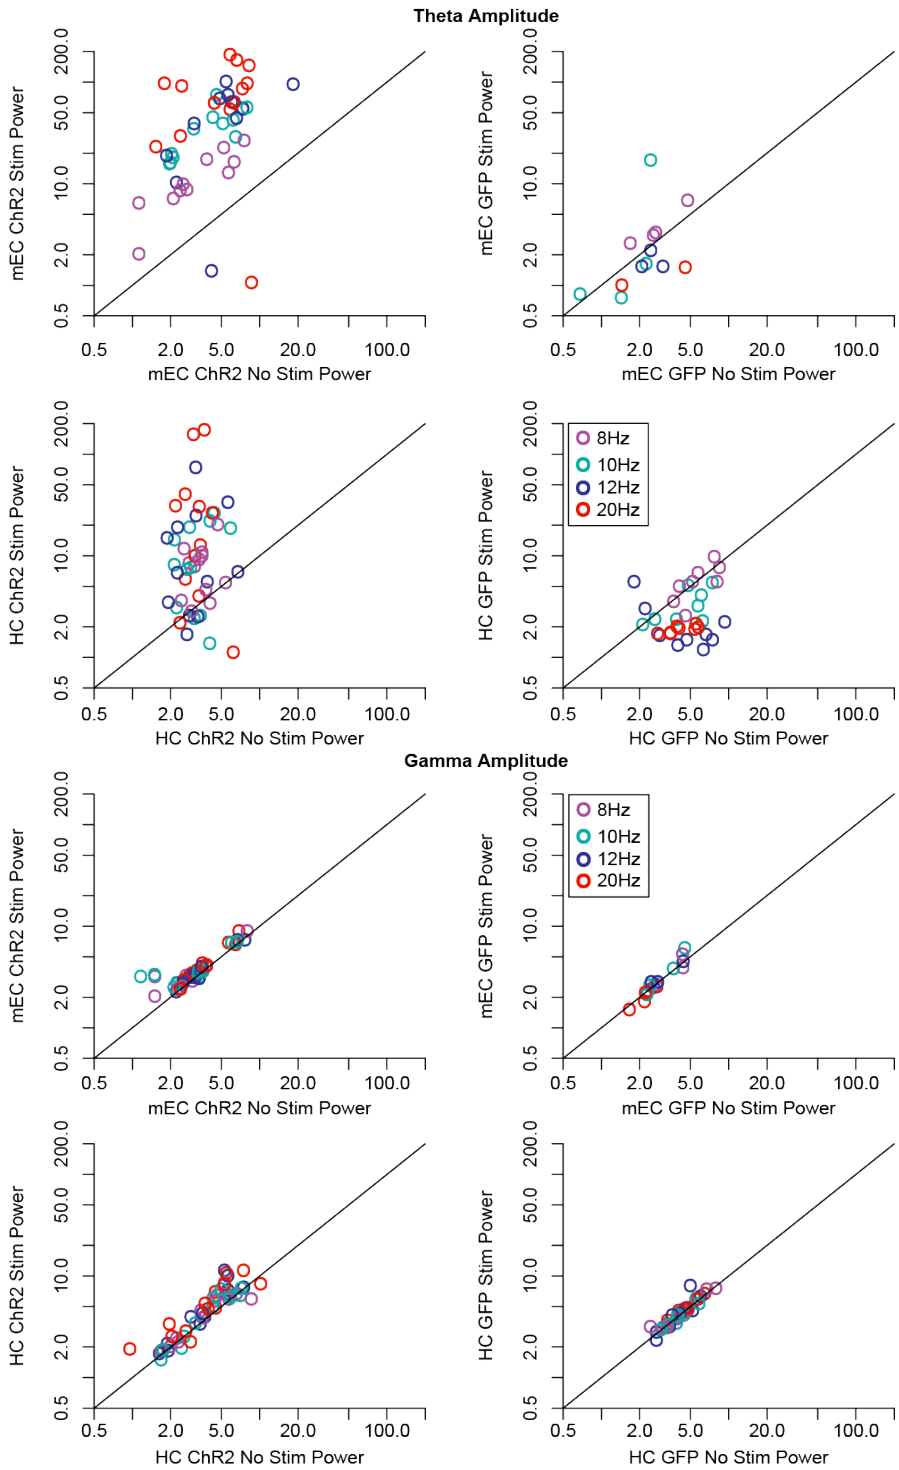 Theta Amplitude
mEC ChR2 Stim Power
0.5 2.0 10.0 50.0 200.0
0.5 2.0 5.0 20.0 100.0
mEC ChR2 No Stim Power
mEC GFP Stim Power
0.5 2.0 10.0 50.0 200.0
0.5 2.0 5.0 20.0 100.0
mEC GFP No Stim Power
HC ChR2 Stim Power
0.5 2.0 10.0 50.0 200.0
0.5 2.0 5.0 20.0 100.0
HC ChR2 No Stim Power
HC GFP Stim Power
0.5 2.0 10.0 50.0 200.0
8Hz
10Hz
12Hz
20Hz
0.5 2.0 5.0 20.0 100.0
HC GFP No Stim Power
Gamma Amplitude
mEC ChR2 Stim Power
0.5 2.0 10.0 50.0 200.0
0.5 2.0 5.0 20.0 100.0
mEC ChR2 No Stim Power
mEC GFP Stim Power
0.5 2.0 10.0 50.0 200.0
8Hz
10Hz
12Hz
20Hz
0.5 2.0 5.0 20.0 100.0
mEC GFP No Stim Power
HC ChR2 Stim Power
0.5 2.0 10.0 50.0 200.0
0.5 2.0 5.0 20.0 100.0
HC ChR2 No Stim Power
HC GFP Stim Power
0.5 2.0 10.0 50.0 200.0
0.5 2.0 5.0 20.0 100.0
HC GFP No Stim Power